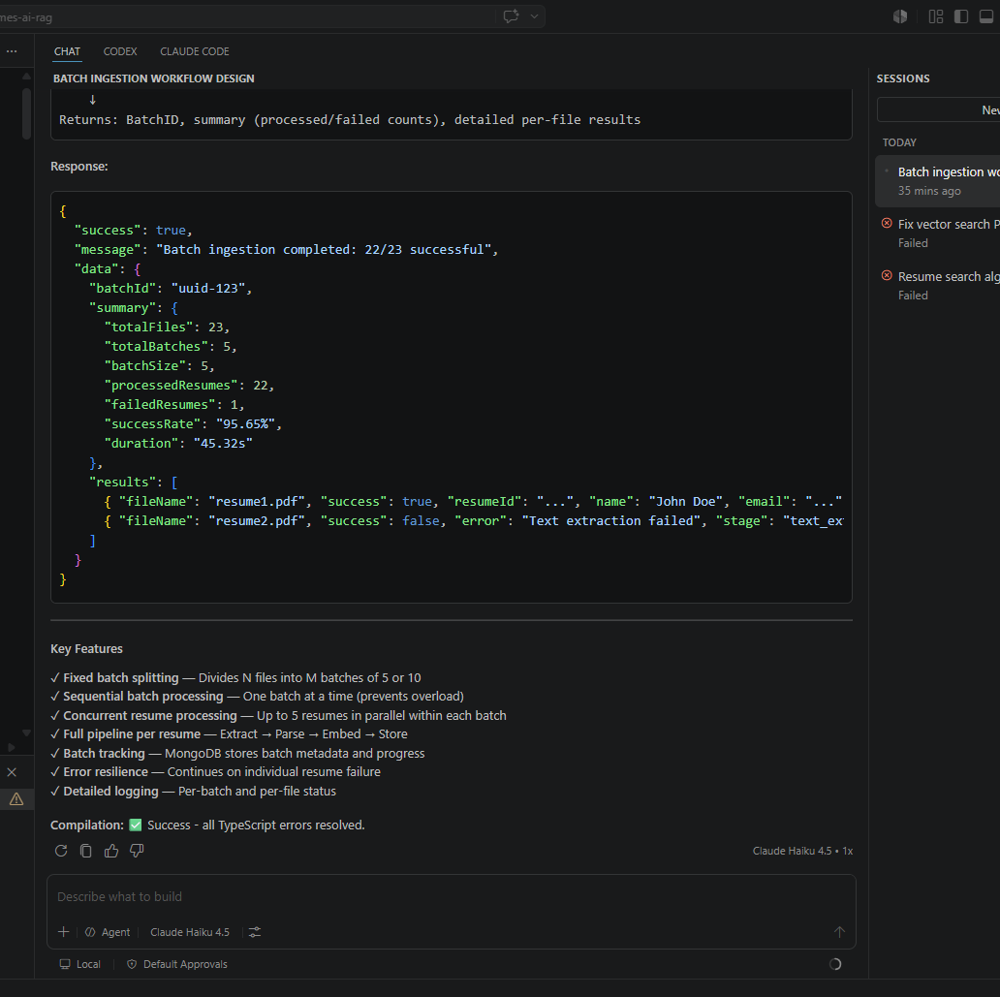 mes-ai-rag
CHAT CODEX CLAUDE CODE
BATCH INGESTION WORKFLOW DESIGN
↓
Returns: BatchID, summary (processed/failed counts), detailed per-file results
Response:
{
"success": true,
"message": "Batch ingestion completed: 22/23 successful",
"data": {
"batchId": "uuid-123",
"summary": {
"totalFiles": 23,
"totalBatches": 5,
"batchSize": 5,
"processedResumes": 22,
"failedResumes": 1,
"successRate": "95.65%",
"duration": "45.32s"
},
"results": [
{ "fileName": "resume1.pdf", "success": true, "resumeId": "...", "name": "John Doe", "email": "..."
{ "fileName": "resume2.pdf", "success": false, "error": "Text extraction failed", "stage": "text_ex
]
}
}
Key Features
✓ Fixed batch splitting — Divides N files into M batches of 5 or 10
✓ Sequential batch processing — One batch at a time (prevents overload)
✓ Concurrent resume processing — Up to 5 resumes in parallel within each batch
✓ Full pipeline per resume — Extract → Parse → Embed → Store
✓ Batch tracking — MongoDB stores batch metadata and progress
✓ Error resilience — Continues on individual resume failure
✓ Detailed logging — Per-batch and per-file status
Compilation: ✅ Success - all TypeScript errors resolved.
Claude Haiku 4.5 • 1x
Describe what to build
Agent Claude Haiku 4.5
Local Default Approvals
SESSIONS
New
TODAY
Batch ingestion wo
35 mins ago
Fix vector search P
Failed
Resume search alg
Failed